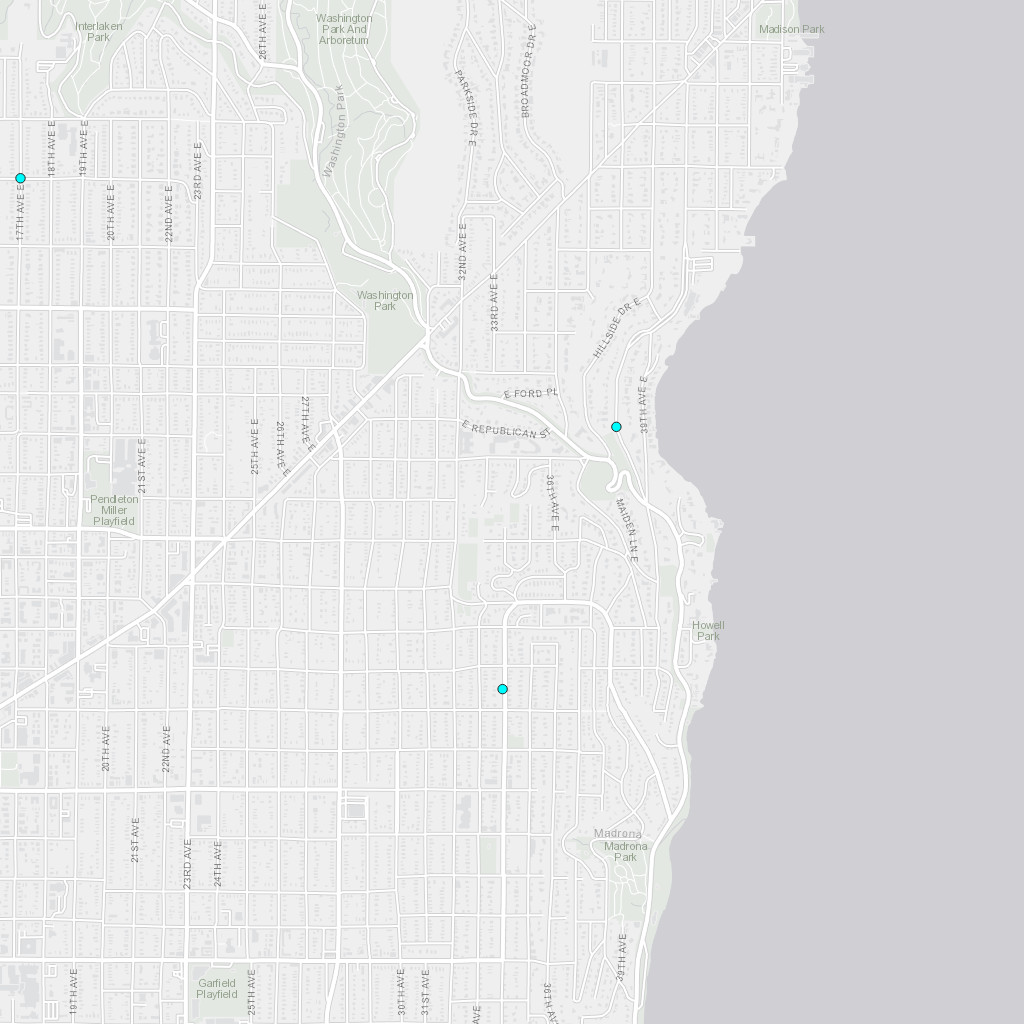 Interlaken
Park
26TH AVE E
Washington
Park And
Arboretum
PARKSIDE DR E
BROADMOOR DR E
Madison Park
Washington Park
17TH AVE E
18TH AVE E
19TH AVE E
20TH AVE E
22ND AVE E
23RD AVE E
32ND AVE E
33RD AVE E
Washington
Park
HILLSIDE DR E
E FORD PL
E REPUBLICAN ST
38TH AVE E
21ST AVE E
25TH AVE E
26TH AVE E
27TH AVE E
36TH AVE E
MAIDEN LN E
Pendleton
Miller
Playfield
Howell
Park
20TH AVE
22ND AVE
21ST AVE
23RD AVE
24TH AVE
Madrona
Madrona
Park
39TH AVE
Garfield
Playfield
19TH AVE
25TH AVE
30TH AVE
31ST AVE
AVE
36TH AVE